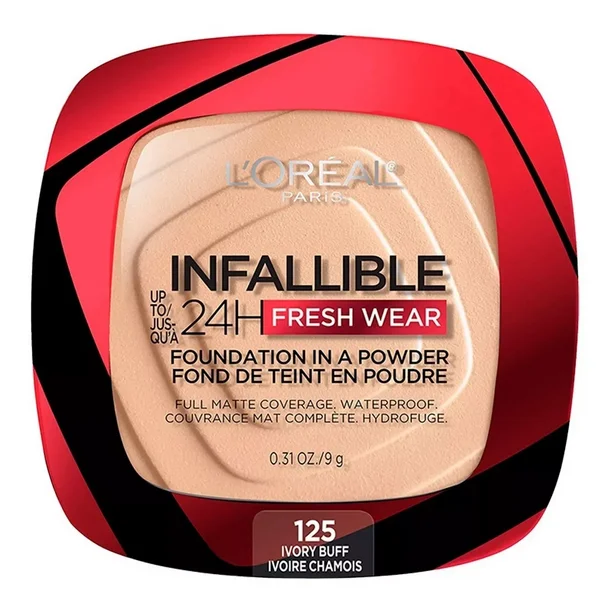 L'ORÉAL®
PARIS
INFALLIBLE
UP TO/ JUS- QU'À
24H FRESH WEAR
FOUNDATION IN A POWDER
FOND DE TEINT EN POUDRE
FULL MATTE COVERAGE. WATERPROOF.
COUVRANCE MAT COMPLÈTE. HYDROFUGE.
0.31 OZ./9 g
125
IVORY BUFF
IVOIRE CHAMOIS